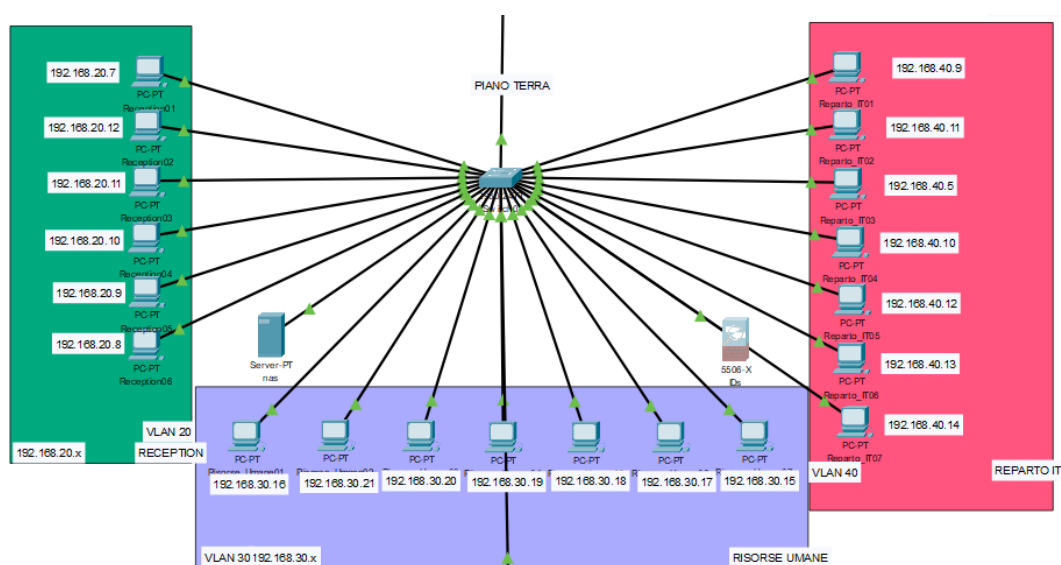 PIANO TERRA
192.168.20.7
PC-PT
Reception01
192.168.20.12
PC-PT
Reception02
192.168.20.11
PC-PT
Reception03
192.168.20.10
PC-PT
Reception04
192.168.20.9
PC-PT
Reception05
192.168.20.8
PC-PT
Reception06
VLAN 20
192.168.20.x
RECEPTION
Server-PT
nas
5506-X
IDs
PC-PT
Risorse_Umane01
192.168.30.16
PC-PT
192.168.30.21
PC-PT
192.168.30.20
PC-PT
192.168.30.19
PC-PT
192.168.30.18
PC-PT
192.168.30.17
PC-PT
192.168.30.15
VLAN 30 192.168.30.x
RISORSE UMANE
192.168.40.9
PC-PT
Reparto_IT01
192.168.40.11
PC-PT
Reparto_IT02
192.168.40.5
PC-PT
Reparto_IT03
192.168.40.10
PC-PT
Reparto_IT04
192.168.40.12
PC-PT
Reparto_IT05
192.168.40.13
PC-PT
Reparto_IT06
192.168.40.14
PC-PT
Reparto_IT07
VLAN 40
REPARTO IT